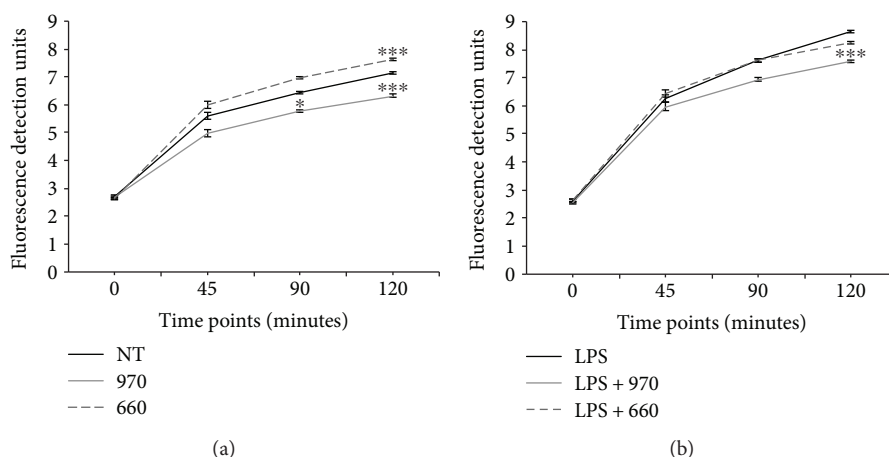 Fluorescence detection units
9
8
7
6
5
4
3
2
1
0
***
*
***
0 45 90 120
Time points (minutes)
NT
970
660
(a)
Fluorescence detection units
9
8
7
6
5
4
3
2
1
0
***
0 45 90 120
Time points (minutes)
LPS
LPS + 970
LPS + 660
(b)